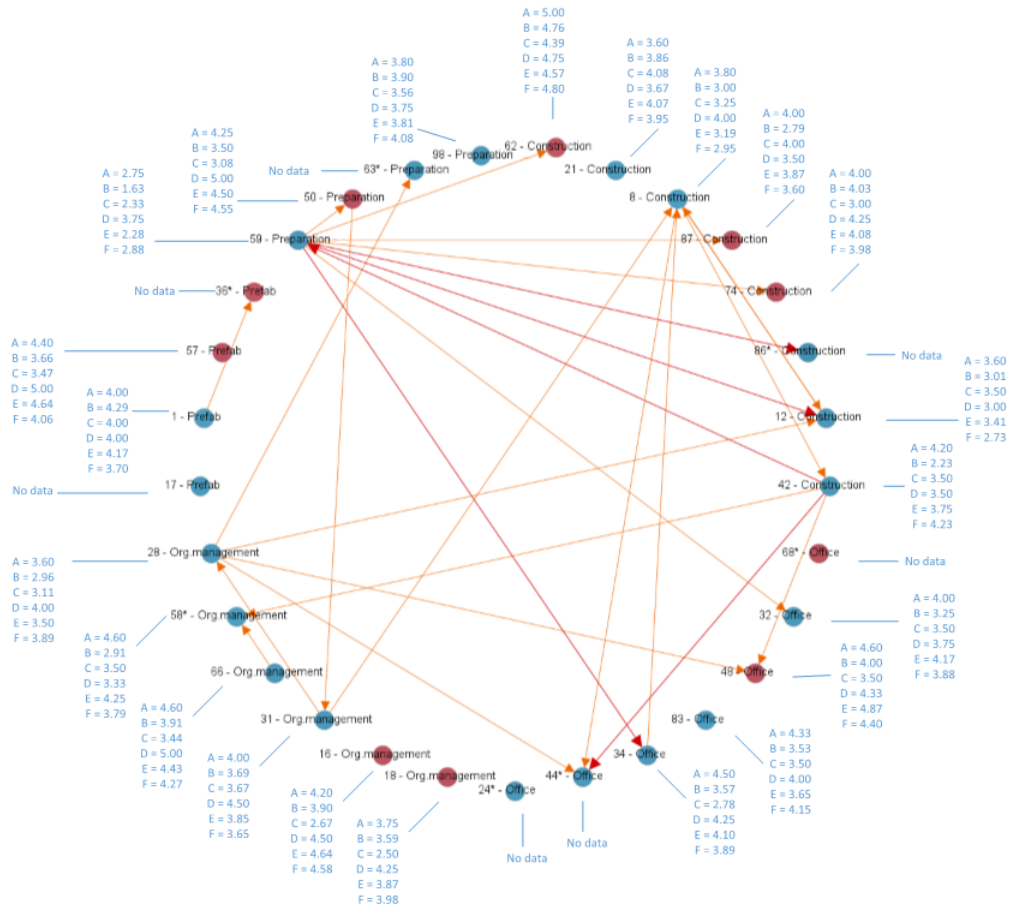 A = 5.00
B = 4.76
C = 4.39
D = 4.75
E = 4.57
F = 4.80
62 - Construction
A = 3.60
B = 3.86
C = 4.08
D = 3.67
E = 4.07
F = 3.95
21 - Construction
A = 3.80
B = 3.00
C = 3.25
D = 4.00
E = 3.19
F = 2.95
8 - Construction
A = 4.00
B = 2.79
C = 4.00
D = 3.50
E = 3.87
F = 3.60
87 - Construction
A = 4.00
B = 4.03
C = 3.00
D = 4.25
E = 4.08
F = 3.98
74 - Construction
86* - Construction
No data
12 - Construction
A = 3.60
B = 3.01
C = 3.50
D = 3.00
E = 3.41
F = 2.73
42 - Construction
A = 4.20
B = 2.23
C = 3.50
D = 3.50
E = 3.75
F = 4.23
68* - Office
No data
32 - Office
A = 4.00
B = 3.25
C = 3.50
D = 3.75
E = 4.17
F = 3.88
48 - Office
A = 4.60
B = 4.00
C = 3.50
D = 4.33
E = 4.87
F = 4.40
83 - Office
A = 4.33
B = 3.53
C = 3.50
D = 4.00
E = 3.65
F = 4.15
34 - Office
A = 4.50
B = 3.57
C = 2.78
D = 4.25
E = 4.10
F = 3.89
44* - Office
No data
24* - Office
No data
18 - Org.management
A = 3.75
B = 3.59
C = 2.50
D = 4.25
E = 3.87
F = 3.98
16 - Org.management
A = 4.20
B = 3.90
C = 2.67
D = 4.50
E = 4.64
F = 4.58
31 - Org.management
A = 4.00
B = 3.69
C = 3.67
D = 4.50
E = 3.85
F = 3.65
66 - Org.management
A = 4.60
B = 3.91
C = 3.44
D = 5.00
E = 4.43
F = 4.27
58* - Org.management
A = 4.60
B = 2.91
C = 3.50
D = 3.33
E = 4.25
F = 3.79
28 - Org.management
A = 3.60
B = 2.96
C = 3.11
D = 4.00
E = 3.50
F = 3.89
17 - Prefab
No data
1 - Prefab
A = 4.00
B = 4.29
C = 4.00
D = 4.00
E = 4.17
F = 3.70
57 - Prefab
A = 4.40
B = 3.66
C = 3.47
D = 5.00
E = 4.64
F = 4.06
36* - Prefab
No data
59 - Preparation
A = 2.75
B = 1.63
C = 2.33
D = 3.75
E = 2.28
F = 2.88
50 - Preparation
A = 4.25
B = 3.50
C = 3.08
D = 5.00
E = 4.50
F = 4.55
63* - Preparation
No data
98 - Preparation
A = 3.80
B = 3.90
C = 3.56
D = 3.75
E = 3.81
F = 4.08